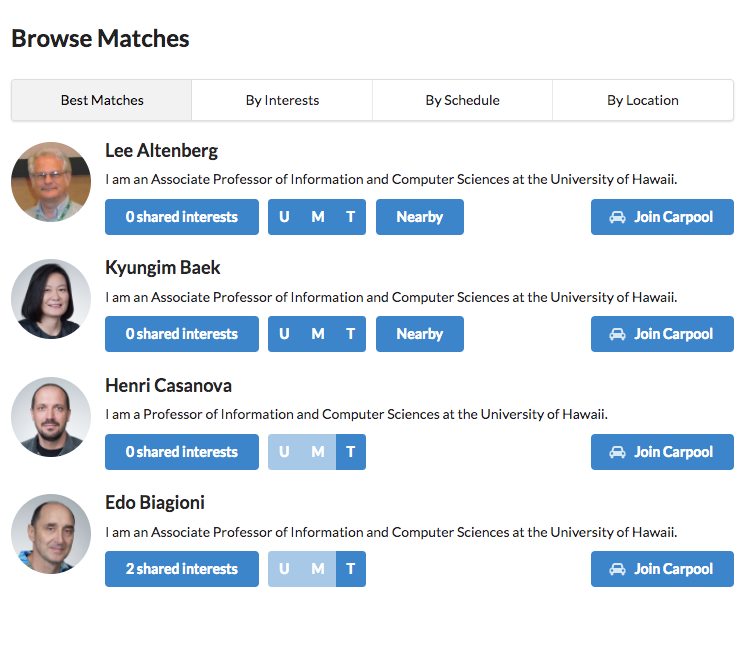 Browse Matches
Best Matches By Interests By Schedule By Location
Lee Altenberg
I am an Associate Professor of Information and Computer Sciences at the University of Hawaii.
0 shared interests U M T Nearby Join Carpool
Kyungim Baek
I am an Associate Professor of Information and Computer Sciences at the University of Hawaii.
0 shared interests U M T Nearby Join Carpool
Henri Casanova
I am a Professor of Information and Computer Sciences at the University of Hawaii.
0 shared interests U M T Join Carpool
Edo Biagioni
I am an Associate Professor of Information and Computer Sciences at the University of Hawaii.
2 shared interests U M T Join Carpool